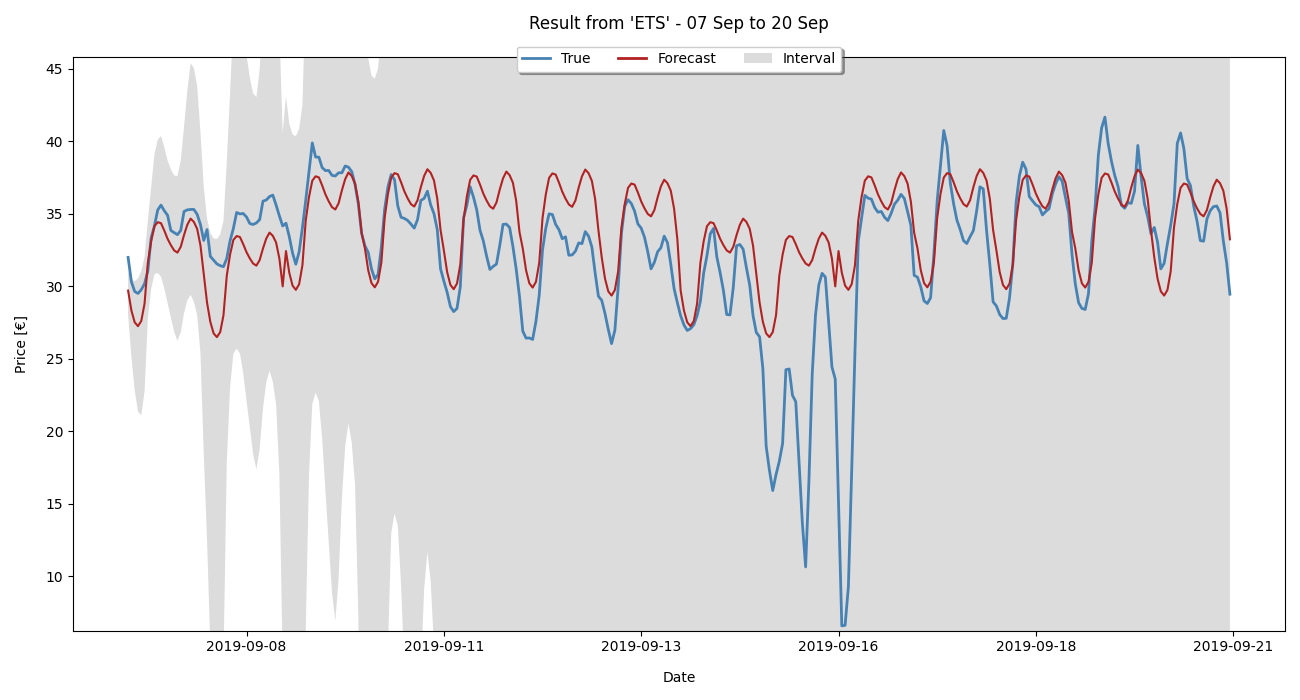 Result from 'ETS' - 07 Sep to 20 Sep
True Forecast Interval
45
40
35
30
25
20
15
10
Price [€]
2019-09-08 2019-09-11 2019-09-13 2019-09-16 2019-09-18 2019-09-21
Date